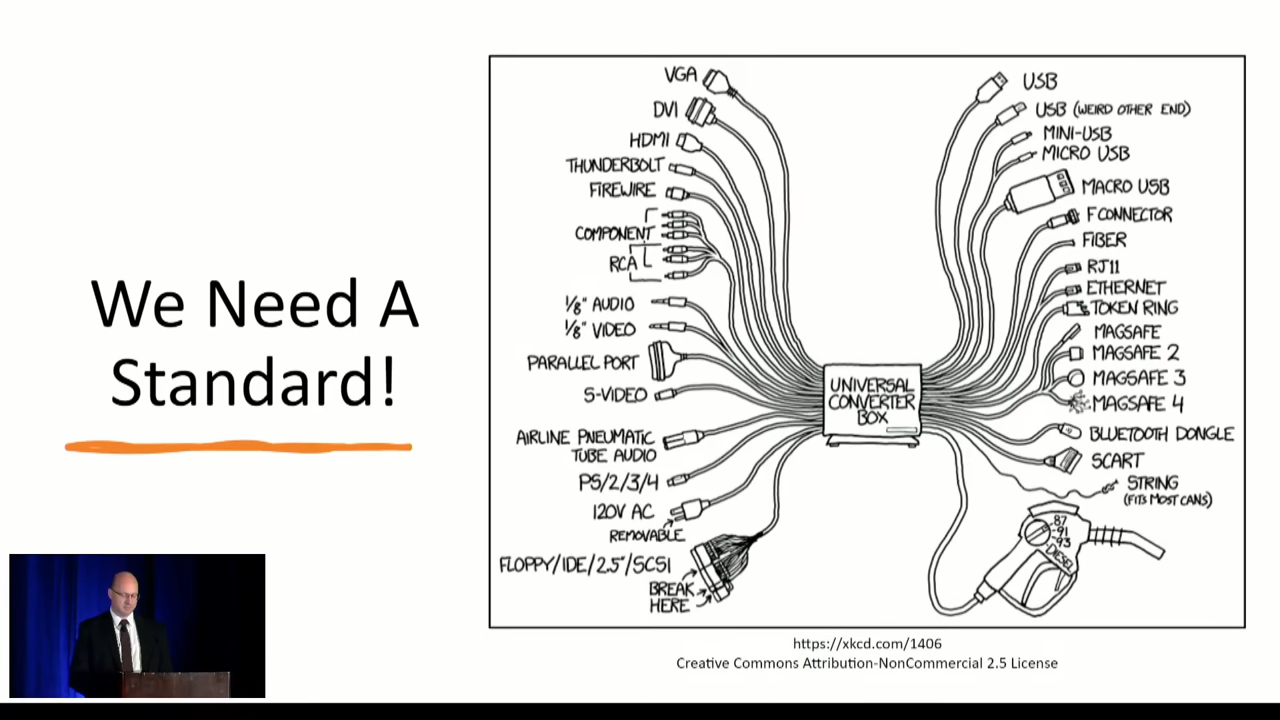 We Need A
Standard!
VGA
DVI
HDMI
THUNDERBOLT
FIREWIRE
COMPONENT
RCA
1/8" AUDIO
1/8" VIDEO
PARALLEL PORT
S-VIDEO
AIRLINE PNEUMATIC
TUBE AUDIO
PS/2/3/4
120V AC
REMOVABLE
FLOPPY/IDE/2.5"/SCSI
BREAK
HERE
UNIVERSAL
CONVERTER
BOX
USB
USB (WEIRD OTHER END)
MINI-USB
MICRO USB
MACRO USB
F CONNECTOR
FIBER
RJ11
ETHERNET
TOKEN RING
MAGSAFE
MAGSAFE 2
MAGSAFE 3
MAGSAFE 4
BLUETOOTH DONGLE
SCART
STRING
(FITS MOST CANS)
87
91
93
DIESEL
https://xkcd.com/1406
Creative Commons Attribution-NonCommercial 2.5 License